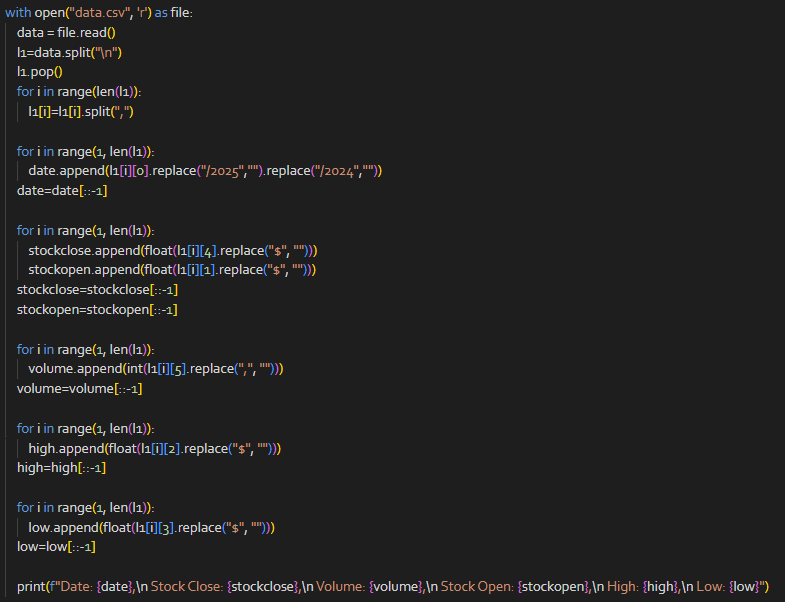 with open("data.csv", 'r') as file:
data = file.read()
l1=data.split("\n")
l1.pop()
for i in range(len(l1)):
l1[i]=l1[i].split(",")
for i in range(1, len(l1)):
date.append(l1[i][0].replace("/2025","").replace("/2024",""))
date=date[::-1]
for i in range(1, len(l1)):
stockclose.append(float(l1[i][4].replace("$", "")))
stockopen.append(float(l1[i][1].replace("$", "")))
stockclose=stockclose[::-1]
stockopen=stockopen[::-1]
for i in range(1, len(l1)):
volume.append(int(l1[i][5].replace(",", "")))
volume=volume[::-1]
for i in range(1, len(l1)):
high.append(float(l1[i][2].replace("$", "")))
high=high[::-1]
for i in range(1, len(l1)):
low.append(float(l1[i][3].replace("$", "")))
low=low[::-1]
print(f"Date: {date},\n Stock Close: {stockclose},\n Volume: {volume},\n Stock Open: {stockopen},\n High: {high},\n Low: {low}")